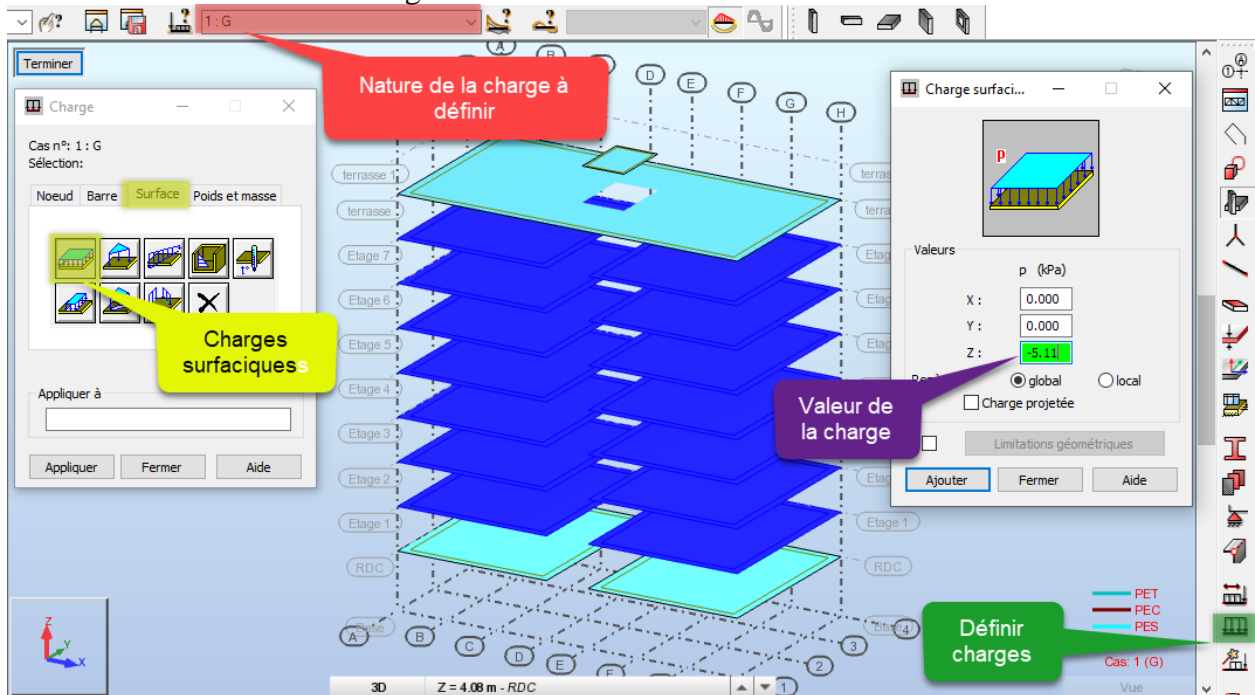 1 : G
Terminer
Nature de la charge à
définir
Charge
Cas n°: 1 : G
Sélection:
Noeud Barre Surface Poids et masse
Charges
surfaciquess
Appliquer à
Appliquer Fermer Aide
A
D
E
F
G
H
terrasse 1
terrasse
Etage 7
Etage 6
Etage 5
Etage 4
Etage 3
Etage 2
Etage 1
RDC
Base
Etage 1
RDC
A
B
C
D
E
F
1
2
3
4
Charge surfaci...
p
Valeurs
p (kPa)
X : 0.000
Y : 0.000
Z : -5.11
global local
Charge projetée
Valeur de
la charge
Limitations géométriques
Ajouter Fermer Aide
PET
PEC
PES
Définir
charges
Cas: 1 (G)
Vue
Z
Y
X
3D Z = 4.08 m - RDC